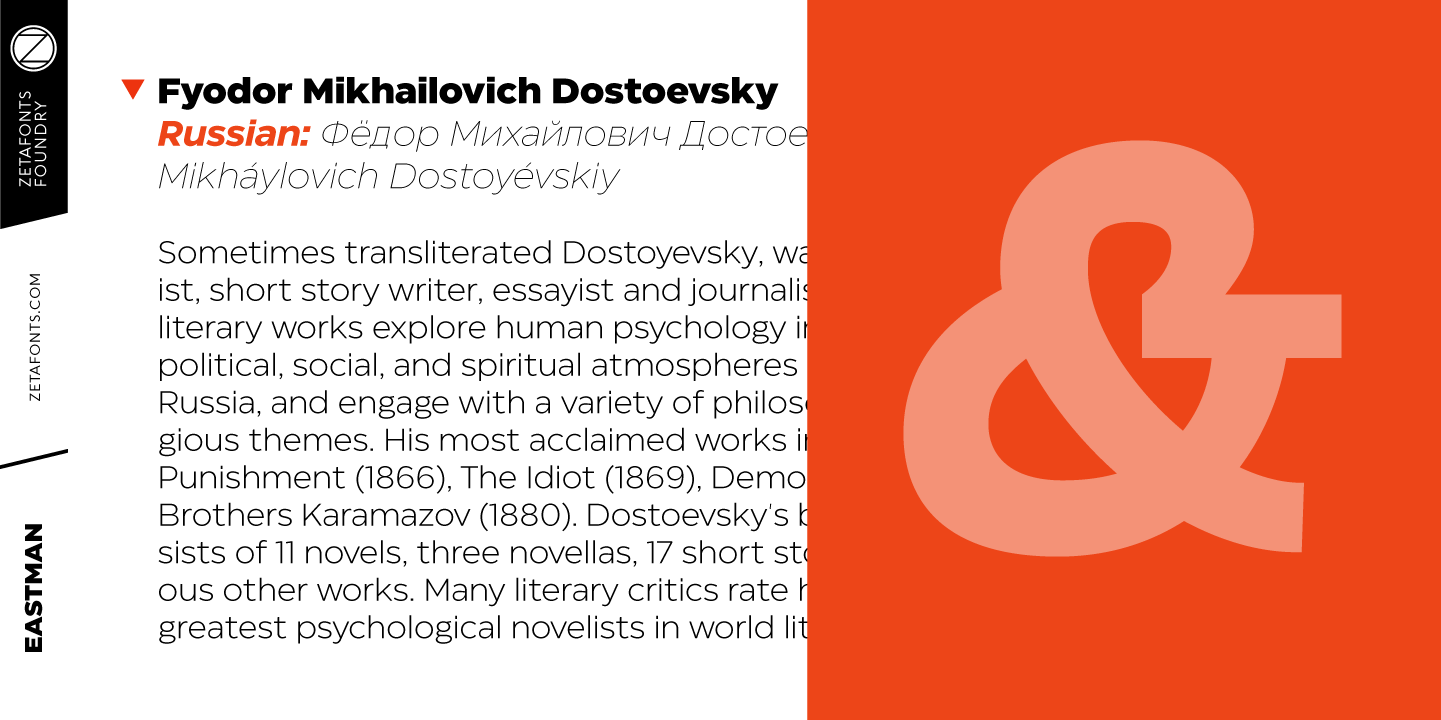 ZETAFONTS
FOUNDRY
ZETAFONTS.COM
EASTMAN
Fyodor Mikhailovich Dostoevsky
Russian: Фёдор Михайлович Достое
Mikháylovich Dostoyévskiy
Sometimes transliterated Dostoyevsky, wa
ist, short story writer, essayist and journalis
literary works explore human psychology in
political, social, and spiritual atmospheres
Russia, and engage with a variety of philoso
gious themes. His most acclaimed works in
Punishment (1866), The Idiot (1869), Demo
Brothers Karamazov (1880). Dostoevsky's b
sists of 11 novels, three novellas, 17 short sto
ous other works. Many literary critics rate h
greatest psychological novelists in world lit
&